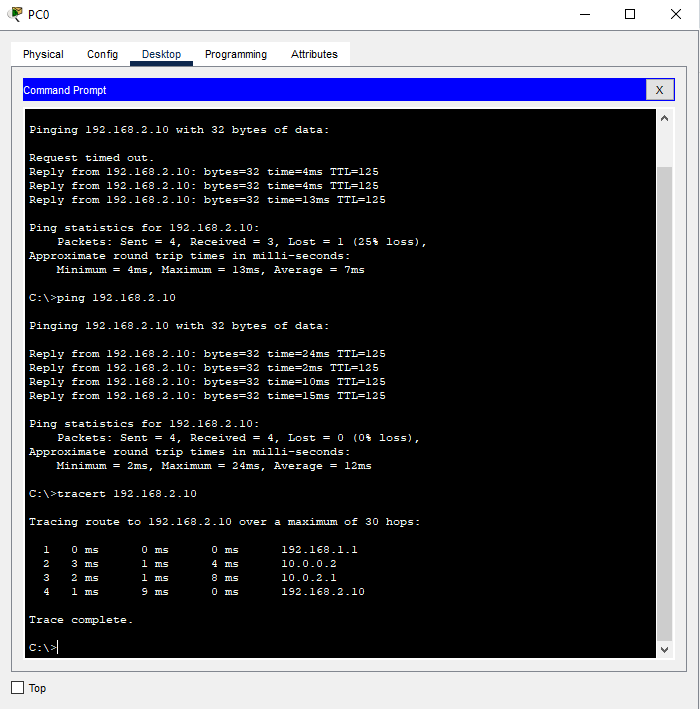 PC0
Physical Config Desktop Programming Attributes
Command Prompt X
Pinging 192.168.2.10 with 32 bytes of data:
Request timed out.
Reply from 192.168.2.10: bytes=32 time=4ms TTL=125
Reply from 192.168.2.10: bytes=32 time=4ms TTL=125
Reply from 192.168.2.10: bytes=32 time=13ms TTL=125
Ping statistics for 192.168.2.10:
    Packets: Sent = 4, Received = 3, Lost = 1 (25% loss),
Approximate round trip times in milli-seconds:
    Minimum = 4ms, Maximum = 13ms, Average = 7ms
C:\>ping 192.168.2.10
Pinging 192.168.2.10 with 32 bytes of data:
Reply from 192.168.2.10: bytes=32 time=24ms TTL=125
Reply from 192.168.2.10: bytes=32 time=2ms TTL=125
Reply from 192.168.2.10: bytes=32 time=10ms TTL=125
Reply from 192.168.2.10: bytes=32 time=15ms TTL=125
Ping statistics for 192.168.2.10:
    Packets: Sent = 4, Received = 4, Lost = 0 (0% loss),
Approximate round trip times in milli-seconds:
    Minimum = 2ms, Maximum = 24ms, Average = 12ms
C:\>tracert 192.168.2.10
Tracing route to 192.168.2.10 over a maximum of 30 hops:
  1   0 ms      0 ms      0 ms      192.168.1.1
  2   3 ms      1 ms      4 ms      10.0.0.2
  3   2 ms      1 ms      8 ms      10.0.2.1
  4   1 ms      9 ms      0 ms      192.168.2.10
Trace complete.
C:\>
Top